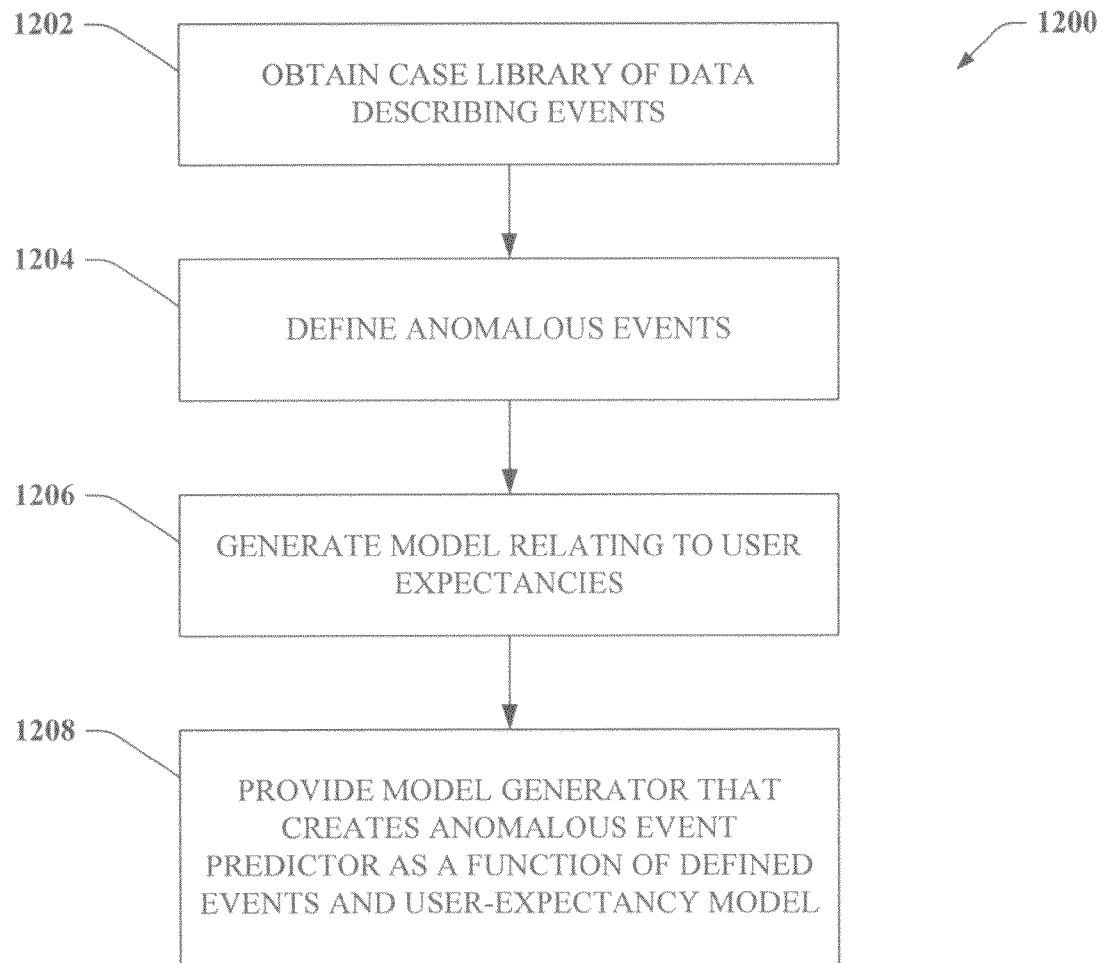 1202
1200
OBTAIN CASE LIBRARY OF DATA
DESCRIBING EVENTS
1204
DEFINE ANOMALOUS EVENTS
1206
GENERATE MODEL RELATING TO USER
EXPECTANCIES
1208
PROVIDE MODEL GENERATOR THAT
CREATES ANOMALOUS EVENT
PREDICTOR AS A FUNCTION OF DEFINED
EVENTS AND USER-EXPECTANCY MODEL